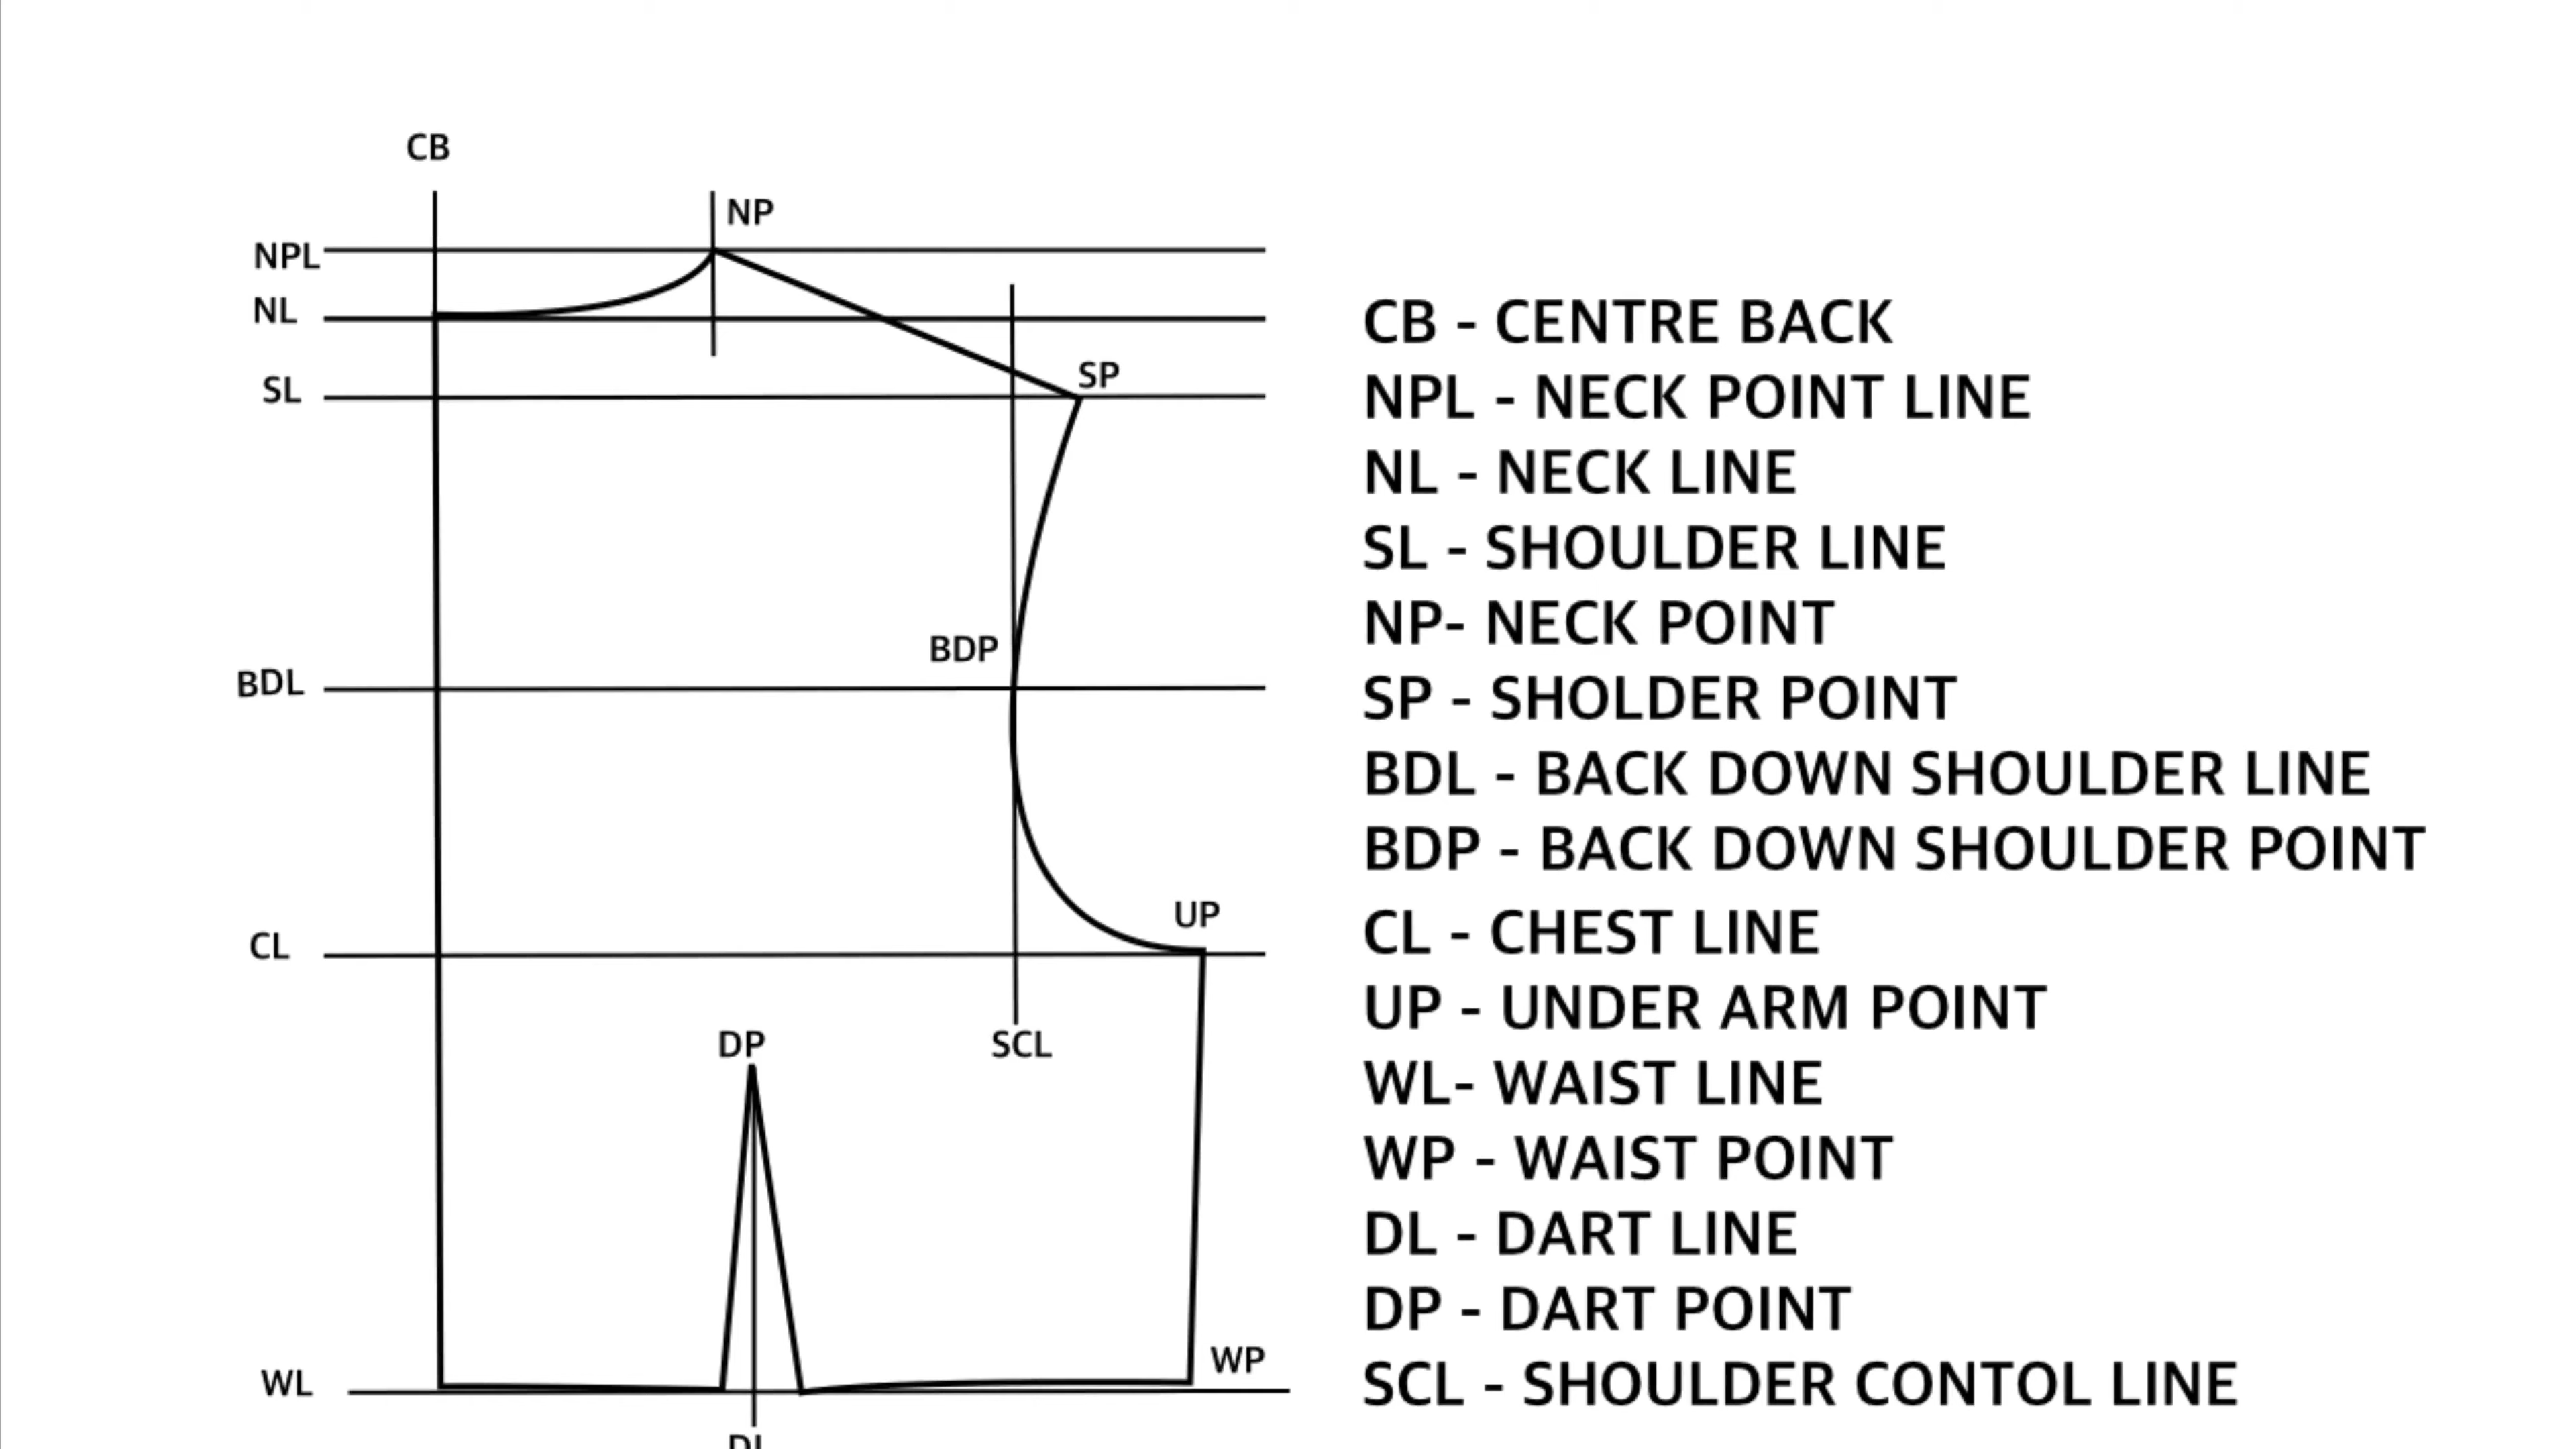 CB
NP
NPL
NL
SL
SP
BDP
BDL
UP
CL
DP
SCL
WP
WL
DL
CB - CENTRE BACK
NPL - NECK POINT LINE
NL - NECK LINE
SL - SHOULDER LINE
NP- NECK POINT
SP - SHOLDER POINT
BDL - BACK DOWN SHOULDER LINE
BDP - BACK DOWN SHOULDER POINT
CL - CHEST LINE
UP - UNDER ARM POINT
WL- WAIST LINE
WP - WAIST POINT
DL - DART LINE
DP - DART POINT
SCL - SHOULDER CONTOL LINE